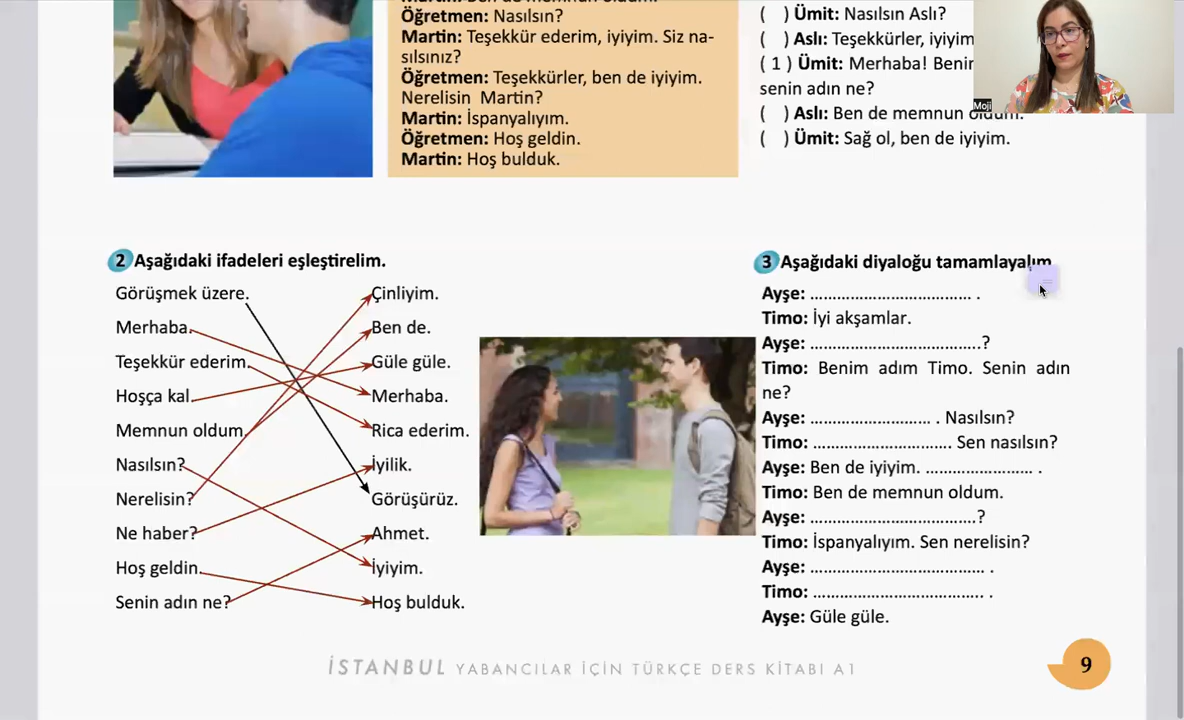 Öğretmen: Nasılsın?
Martin: Teşekkür ederim, iyiyim. Siz na-
sılsınız?
Öğretmen: Teşekkürler, ben de iyiyim.
Nerelisin Martin?
Martin: İspanyalıyım.
Öğretmen: Hoş geldin.
Martin: Hoş bulduk.
( ) Ümit: Nasılsın Aslı?
( ) Aslı: Teşekkürler, iyiyim
( 1 ) Ümit: Merhaba!
senin adın ne?
( ) Aslı: Ben de memnun oldum.
( ) Ümit: Sağ ol, ben de iyiyim.
Moji
2 Aşağıdaki ifadeleri eşleştirelim.
Görüşmek üzere.
Merhaba.
Teşekkür ederim.
Hoşça kal.
Memnun oldum.
Nasılsın?
Nerelisin?
Ne haber?
Hoş geldin.
Senin adın ne?
Çinliyim.
Ben de.
Güle güle.
Merhaba.
Rica ederim.
İyilik.
Görüşürüz.
Ahmet.
İyiyim.
Hoş bulduk.
3 Aşağıdaki diyaloğu tamamlayalım
Ayşe: .................................... .
Timo: İyi akşamlar.
Ayşe: ......................................?
Timo: Benim adım Timo. Senin adın
ne?
Ayşe: ........................... . Nasılsın?
Timo: ............................... Sen nasılsın?
Ayşe: Ben de iyiyim. ........................ .
Timo: Ben de memnun oldum.
Ayşe: .....................................?
Timo: İspanyalıyım. Sen nerelisin?
Ayşe: ....................................... .
Timo: ...................................... .
Ayşe: Güle güle.
İSTANBUL YABANCILAR İÇİN TÜRKÇE DERS KİTABI A1
9